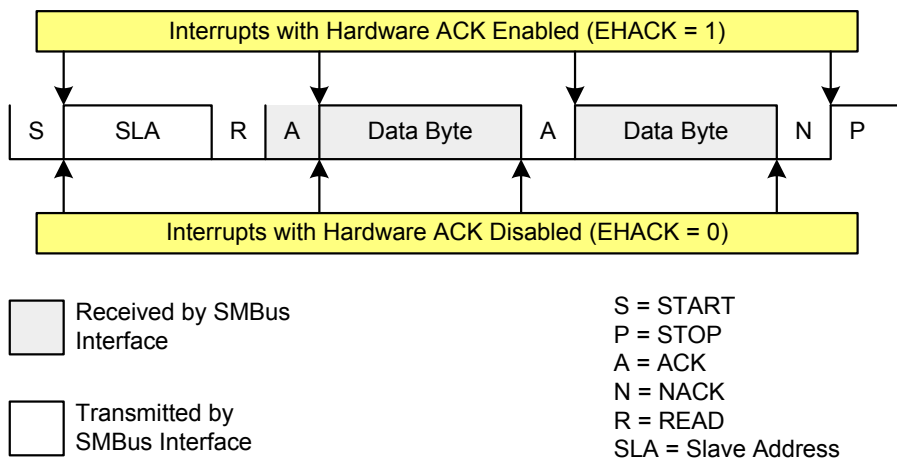 Interrupts with Hardware ACK Enabled (EHACK = 1)
S SLA R A Data Byte A Data Byte N P
Interrupts with Hardware ACK Disabled (EHACK = 0)
Received by SMBus
Interface
Transmitted by
SMBus Interface
S = START
P = STOP
A = ACK
N = NACK
R = READ
SLA = Slave Address